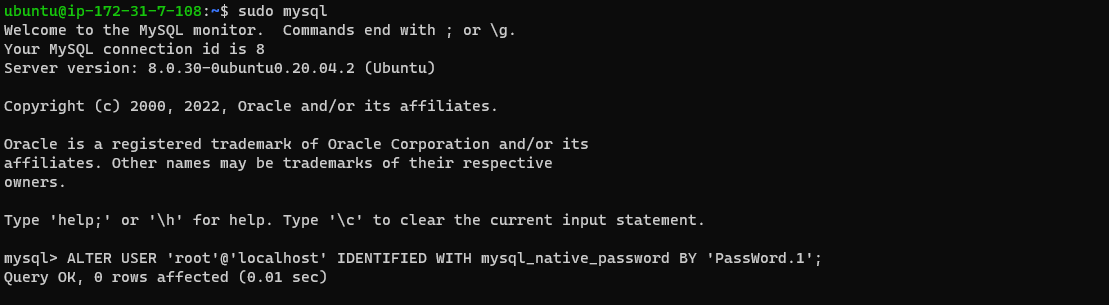 ubuntu@ip-172-31-7-108:~$ sudo mysql
Welcome to the MySQL monitor.  Commands end with ; or \g.
Your MySQL connection id is 8
Server version: 8.0.30-0ubuntu0.20.04.2 (Ubuntu)
Copyright (c) 2000, 2022, Oracle and/or its affiliates.
Oracle is a registered trademark of Oracle Corporation and/or its
affiliates. Other names may be trademarks of their respective
owners.
Type 'help;' or '\h' for help. Type '\c' to clear the current input statement.
mysql> ALTER USER 'root'@'localhost' IDENTIFIED WITH mysql_native_password BY 'PassWord.1';
Query OK, 0 rows affected (0.01 sec)